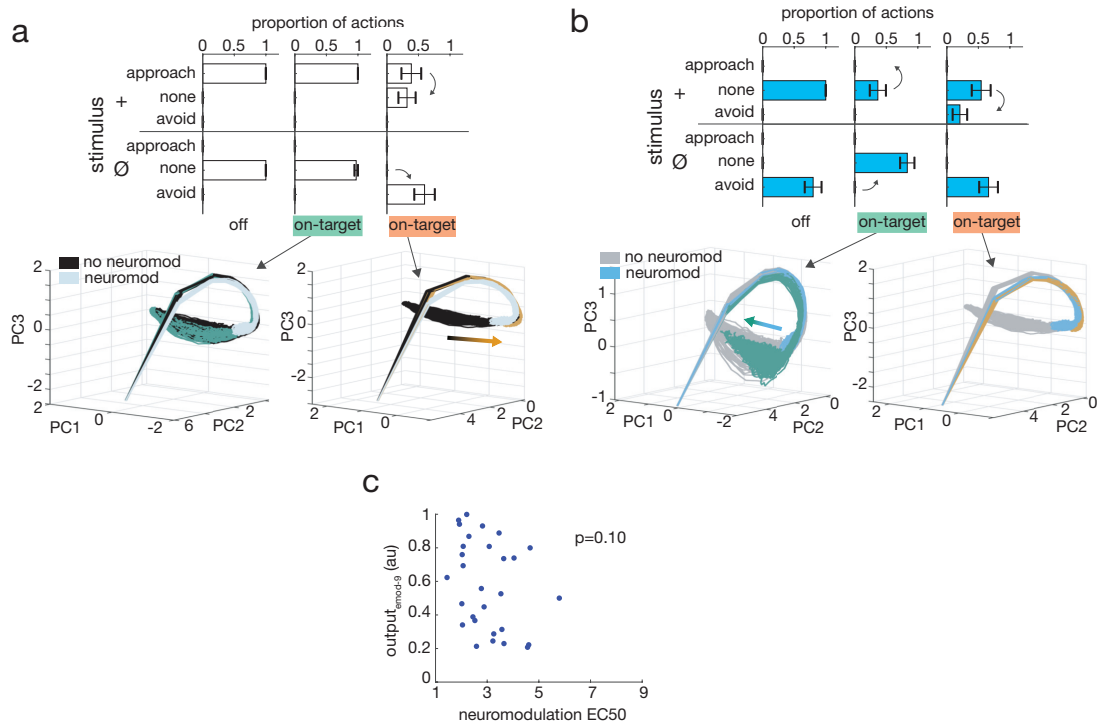 a
proportion of actions
0 0.5 1 0 0.5 1 0 0.5 1
stimulus
+
approach
none
avoid
Ø
approach
none
avoid
off on-target on-target
no neuromod
neuromod
PC3
2
0
-2
2
0
-2
PC1
6
4
2
0
PC2
PC3
2
0
-2
2
0
PC1
4
2
0
PC2
b
proportion of actions
0 0.5 1 0 0.5 1 0 0.5 1
stimulus
+
approach
none
avoid
Ø
approach
none
avoid
off on-target on-target
no neuromod
neuromod
PC3
1
0
-1
2
0
-2
PC1
4
2
0
PC2
PC3
2
0
-2
2
0
PC1
4
2
0
PC2
c
output emod-9 (au)
1
0.8
0.6
0.4
0.2
0
p=0.10
1 3 5 7 9
neuromodulation EC50